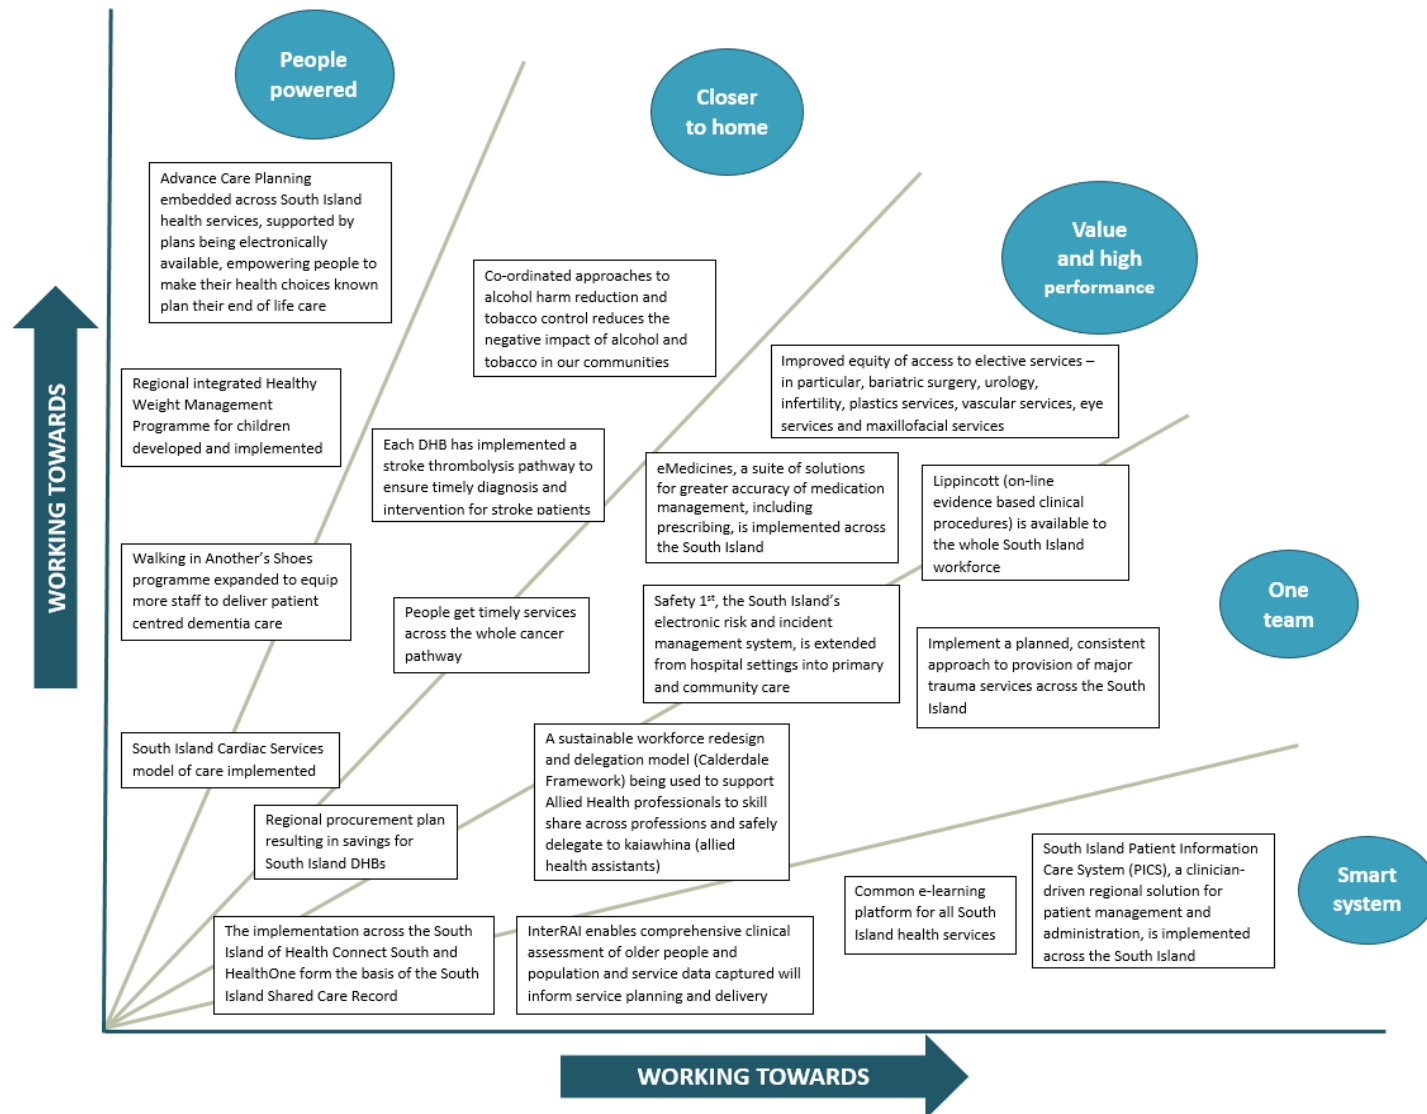 People
powered
Closer
to home
Value
and high
performance
One
team
Smart
system
WORKING TOWARDS
Advance Care Planning
embedded across South Island
health services, supported by
plans being electronically
available, empowering people to
make their health choices known
plan their end of life care
Co-ordinated approaches to
alcohol harm reduction and
tobacco control reduces the
negative impact of alcohol and
tobacco in our communities
Improved equity of access to elective services –
in particular, bariatric surgery, urology,
infertility, plastics services, vascular services, eye
services and maxillofacial services
Regional integrated Healthy
Weight Management
Programme for children
developed and implemented
Each DHB has implemented a
stroke thrombolysis pathway to
ensure timely diagnosis and
intervention for stroke patients
eMedicines, a suite of solutions
for greater accuracy of medication
management, including
prescribing, is implemented across
the South Island
Lippincott (on-line
evidence based clinical
procedures) is available to
the whole South Island
workforce
Walking in Another's Shoes
programme expanded to equip
more staff to deliver patient
centred dementia care
People get timely services
across the whole cancer
pathway
Safety 1st, the South Island's
electronic risk and incident
management system, is extended
from hospital settings into primary
and community care
Implement a planned, consistent
approach to provision of major
trauma services across the South
Island
South Island Cardiac Services
model of care implemented
A sustainable workforce redesign
and delegation model (Calderdale
Framework) being used to support
Allied Health professionals to skill
share across professions and safely
delegate to kaiawhina (allied
health assistants)
Regional procurement plan
resulting in savings for
South Island DHBs
South Island Patient Information
Care System (PICS), a clinician-
driven regional solution for
patient management and
administration, is implemented
across the South Island
Common e-learning
platform for all South
Island health services
The implementation across the South
Island of Health Connect South and
HealthOne form the basis of the South
Island Shared Care Record
InterRAI enables comprehensive clinical
assessment of older people and
population and service data captured will
inform service planning and delivery
WORKING TOWARDS